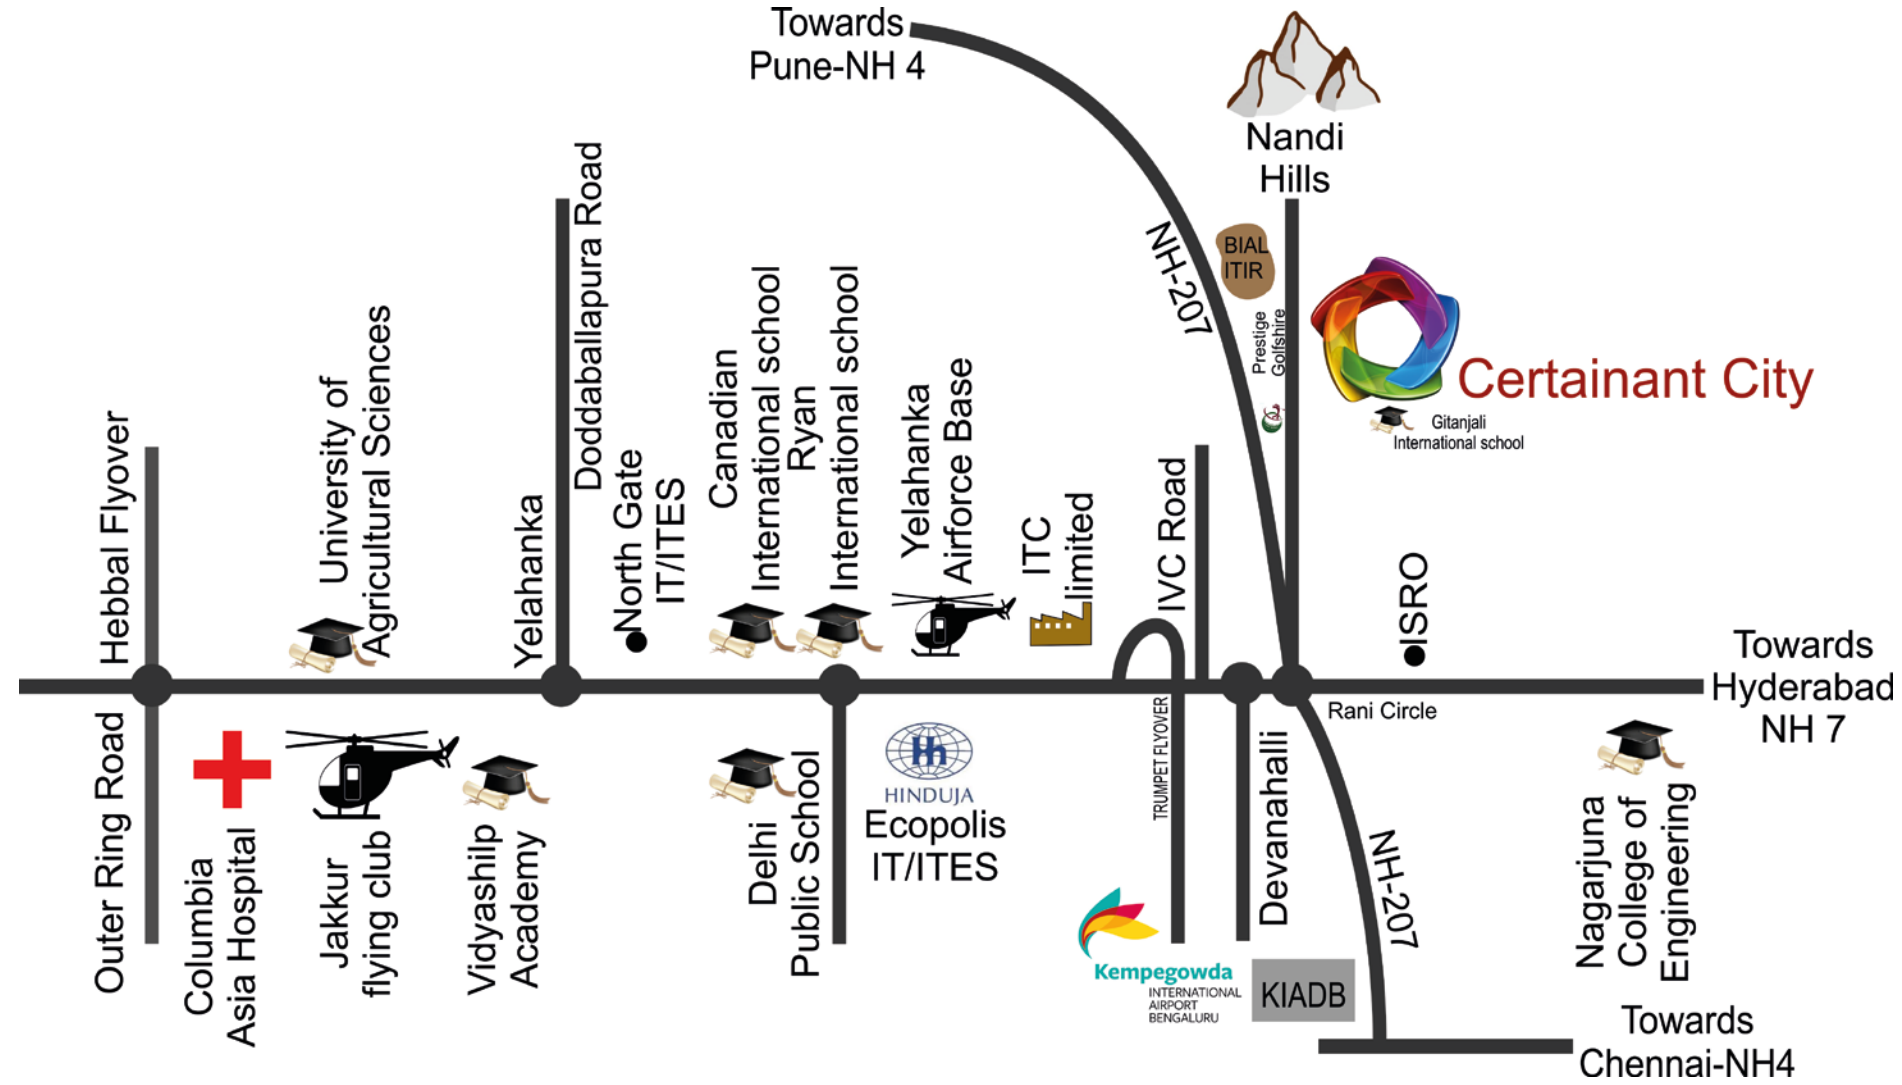 Towards
Pune-NH 4
Nandi
Hills
NH-207
BIAL
ITIR
Prestige
Golfshire
Certainant City
Gitanjali
International school
Hebbal Flyover
University of
Agricultural Sciences
Yelahanka
Doddaballapura Road
North Gate
IT/ITES
Canadian
International school
Ryan
International school
Yelahanka
Airforce Base
ITC
limited
IVC Road
ISRO
Towards
Hyderabad
NH 7
Rani Circle
Outer Ring Road
Columbia
Asia Hospital
Jakkur
flying club
Vidyashilp
Academy
Delhi
Public School
Hh
HINDUJA
Ecopolis
IT/ITES
TRUMPET FLYOVER
Devanahalli
NH-207
Nagarjuna
College of
Engineering
Kempegowda
INTERNATIONAL
AIRPORT
BENGALURU
KIADB
Towards
Chennai-NH4